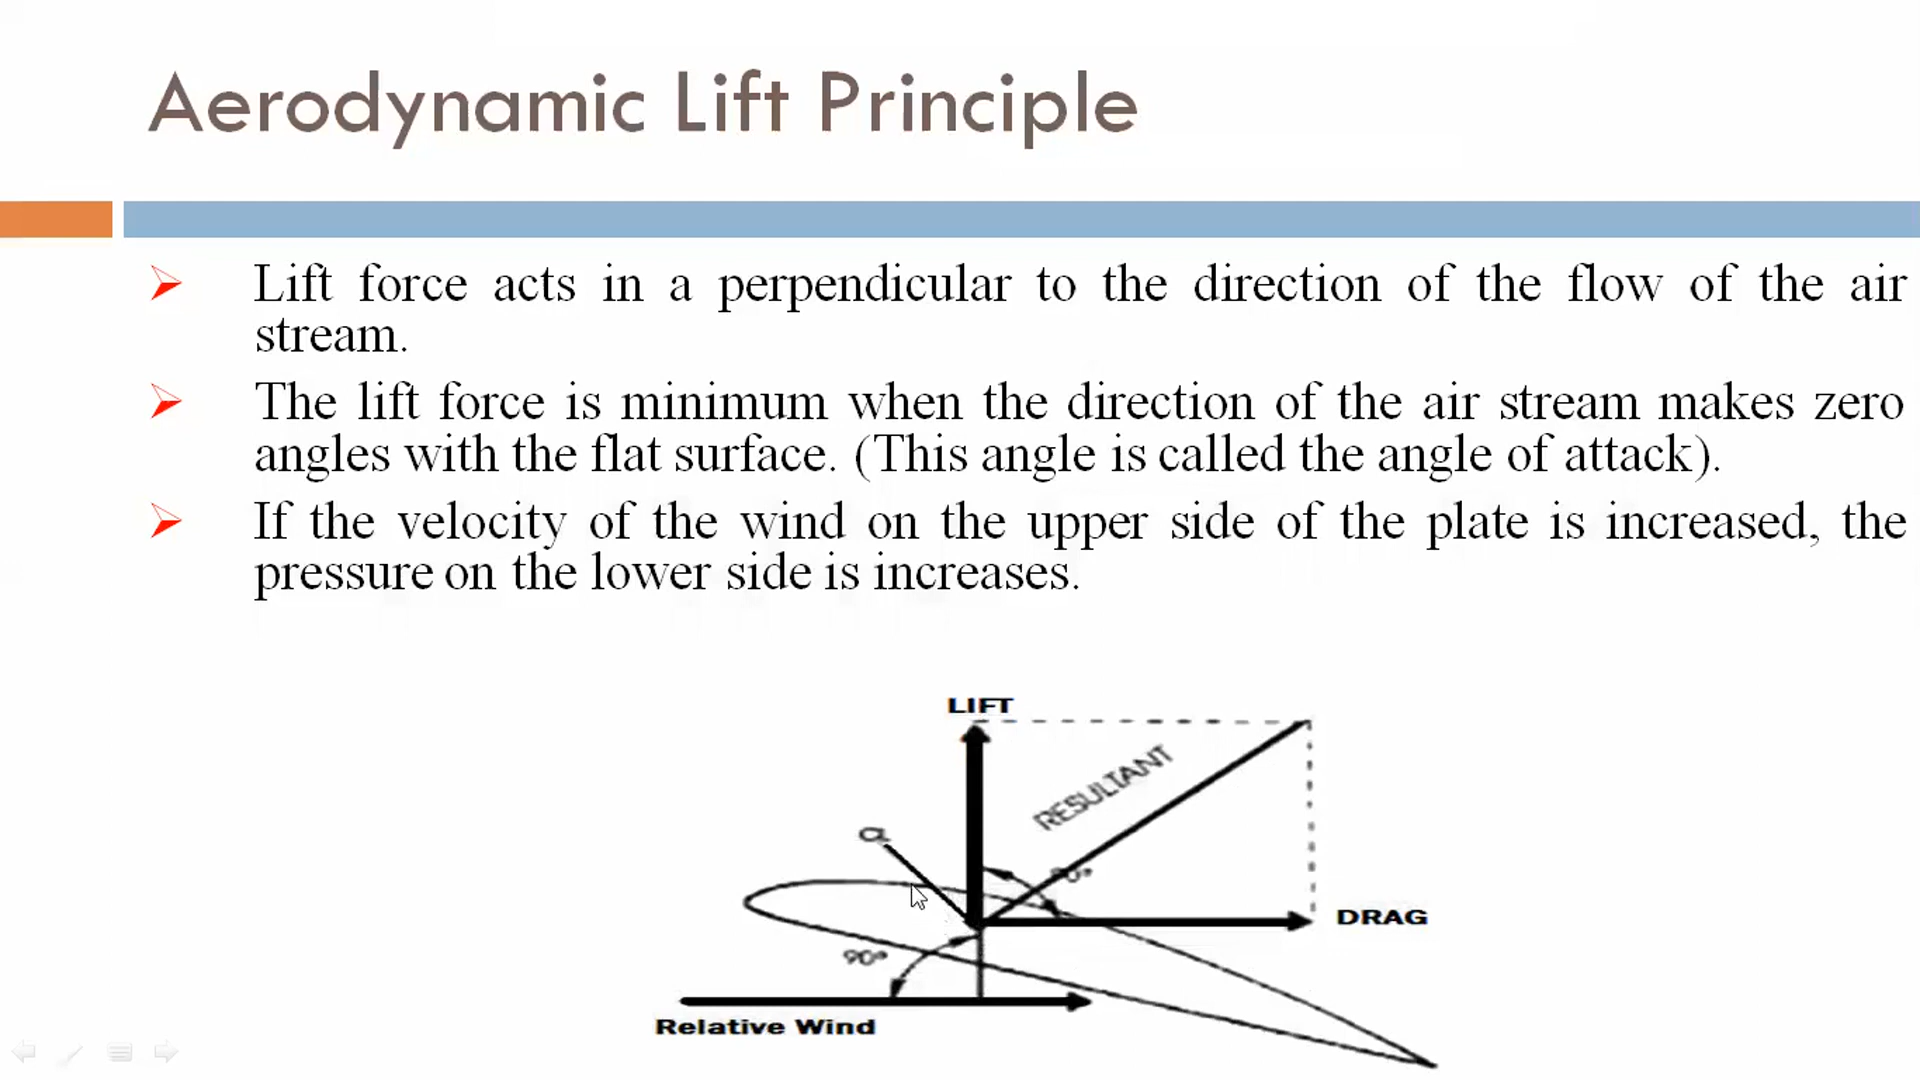 Aerodynamic Lift Principle
Lift force acts in a perpendicular to the direction of the flow of the air
stream.
The lift force is minimum when the direction of the air stream makes zero
angles with the flat surface. (This angle is called the angle of attack).
If the velocity of the wind on the upper side of the plate is increased, the
pressure on the lower side is increases.
LIFT
RESULTANT
α
90°
DRAG
90°
Relative Wind